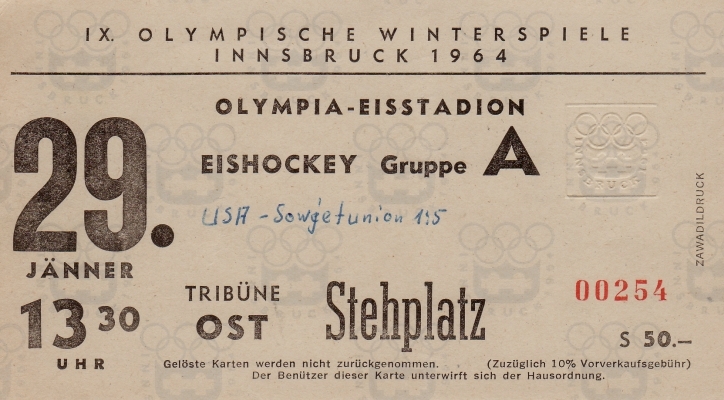 IX. OLYMPISCHE WINTERSPIELE
INNSBRUCK 1964
OLYMPIA-EISSTADION
29.
JÄNNER
13 30
UHR
EISHOCKEY Gruppe A
USA - Sowjetunion 1:5
TRIBÜNE
OST
Stehplatz
INNSBRUCK 1964
00254
S 50.—
ZAWADILDRUCK
Gelöste Karten werden nicht zurückgenommen. (Zuzüglich 10% Vorverkaufsgebühr)
Der Benützer dieser Karte unterwirft sich der Hausordnung.